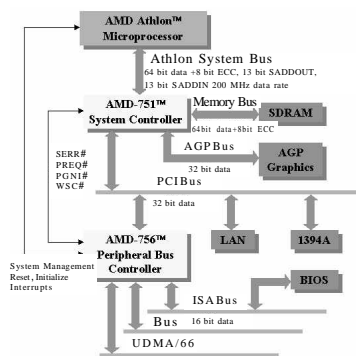 AMD Athlon™
Microprocessor
Athlon System Bus
64 bit data +8 bit ECC, 13 bit SADDOUT,
13 bit SADDIN 200 MHz data rate
AMD-751™
System Controller
Memory Bus
64bit data+8bit ECC
SDRAM
AGPBus
32 bit data
AGP
Graphics
SERR#
PREQ#
PGNI#
WSC#
PCIBus
32 bit data
AMD-756™
Peripheral Bus
Controller
LAN
1394A
System Management
Reset, Initialize
Interrupts
BIOS
ISABus
16 bit data
Bus
UDMA/66